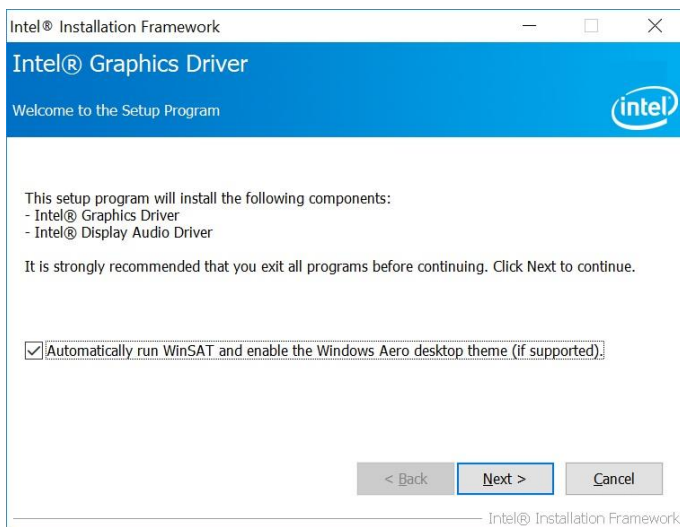 Intel® Installation Framework
Intel® Graphics Driver
Welcome to the Setup Program
intel
This setup program will install the following components:
- Intel® Graphics Driver
- Intel® Display Audio Driver
It is strongly recommended that you exit all programs before continuing. Click Next to continue.
Automatically run WinSAT and enable the Windows Aero desktop theme (if supported).
< Back Next > Cancel
Intel® Installation Framework